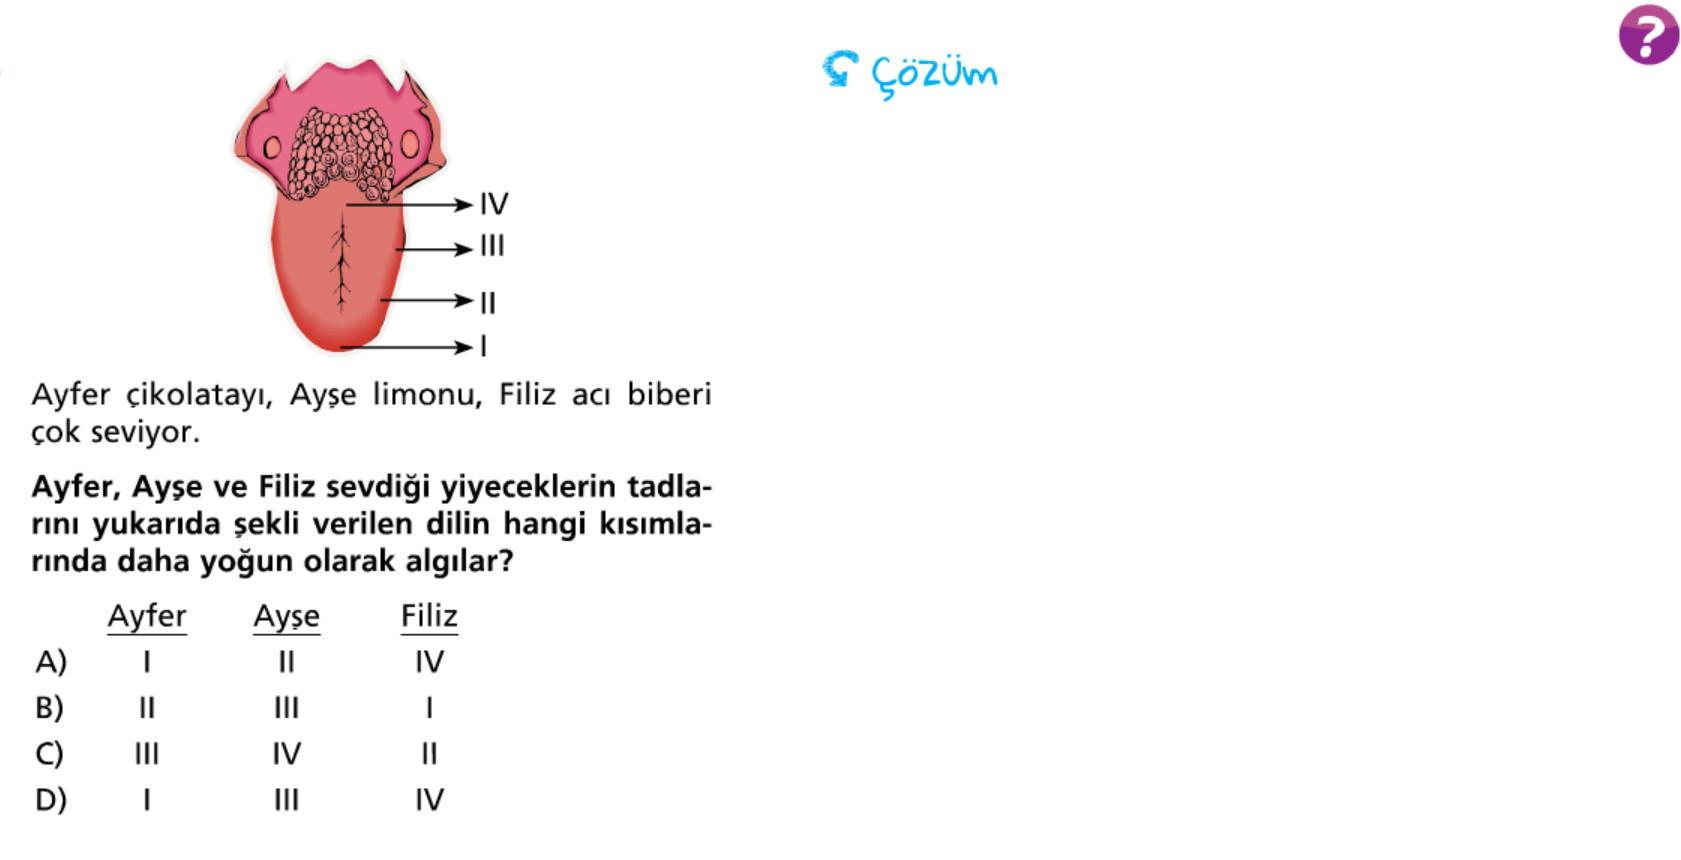 ?
Çözüm
IV
III
II
I
Ayfer çikolatayı, Ayşe limonu, Filiz acı biberi
çok seviyor.
Ayfer, Ayşe ve Filiz sevdiği yiyeceklerin tadla-
rını yukarıda şekli verilen dilin hangi kısımla-
rında daha yoğun olarak algılar?
Ayfer Ayşe Filiz
A) I II IV
B) II III I
C) III IV II
D) I III IV